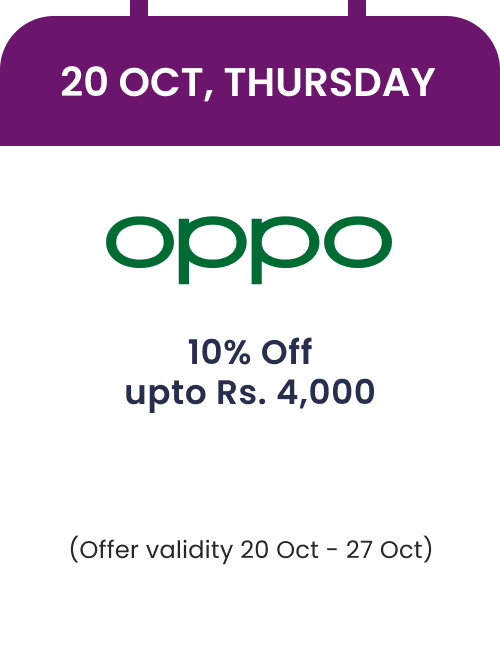 20 OCT, THURSDAY
oppo
10% Off
upto Rs. 4,000
(Offer validity 20 Oct - 27 Oct)